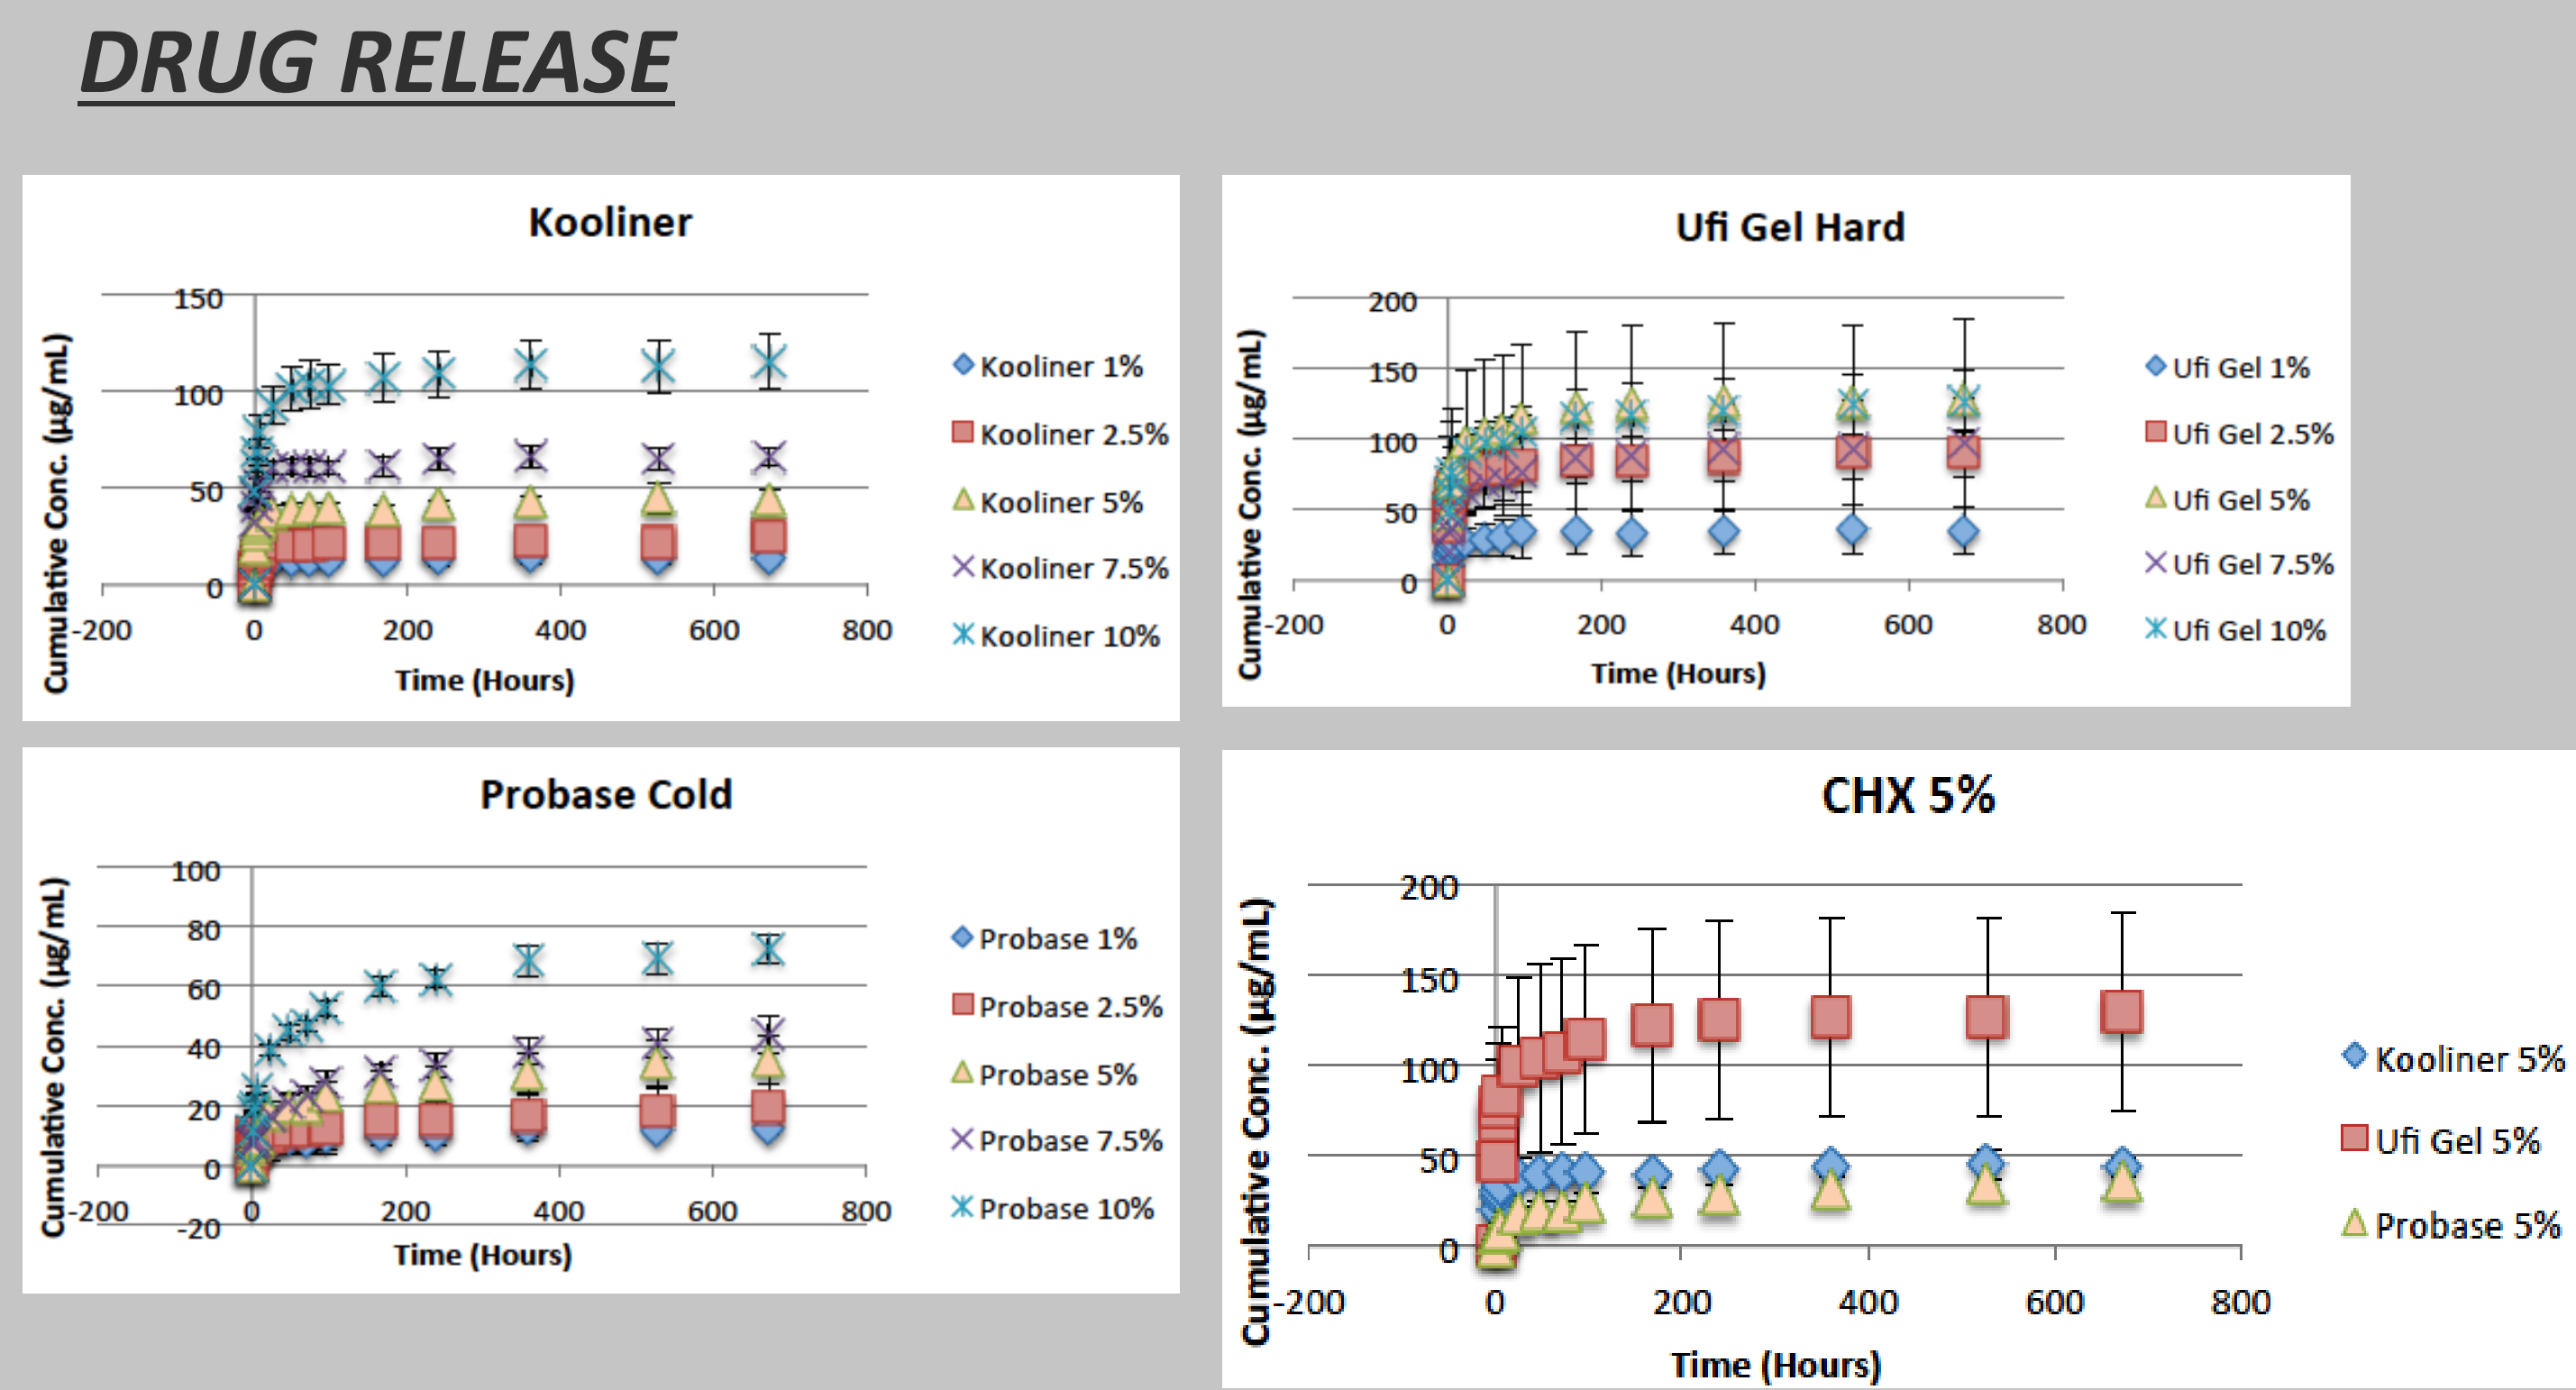 DRUG RELEASE
Kooliner
Cumulative Conc. (µg/mL)
150
100
50
0
-200 0 200 400 600 800
Time (Hours)
Kooliner 1%
Kooliner 2.5%
Kooliner 5%
Kooliner 7.5%
Kooliner 10%
Ufi Gel Hard
Cumulative Conc. (µg/mL)
200
150
100
50
0
-200 0 200 400 600 800
Time (Hours)
Ufi Gel 1%
Ufi Gel 2.5%
Ufi Gel 5%
Ufi Gel 7.5%
Ufi Gel 10%
Probase Cold
Cumulative Conc. (µg/mL)
100
80
60
40
20
0
-20
-200 0 200 400 600 800
Time (Hours)
Probase 1%
Probase 2.5%
Probase 5%
Probase 7.5%
Probase 10%
CHX 5%
Cumulative Conc. (µg/mL)
200
150
100
50
0
-200 0 200 400 600 800
Time (Hours)
Kooliner 5%
Ufi Gel 5%
Probase 5%